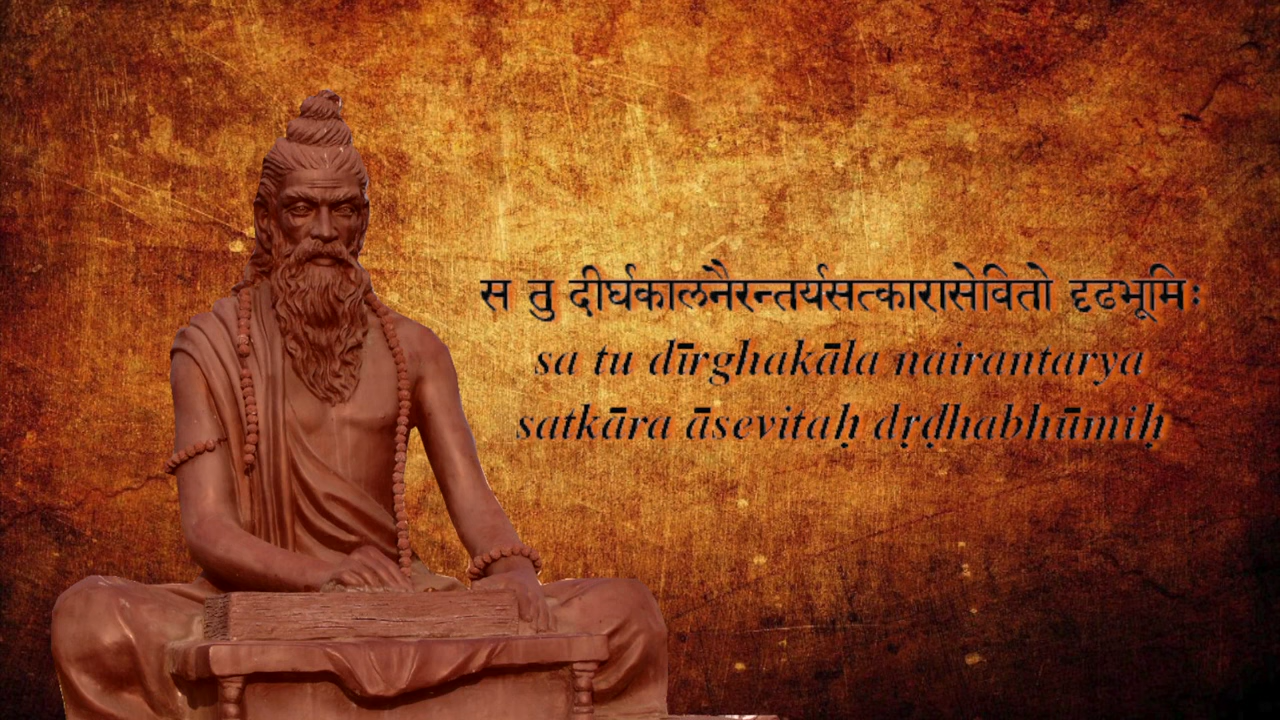 स तु दीर्घकालनैरन्तर्यसत्कारासेवितो दृढभूमिः
sa tu dīrghakāla nairantarya
satkāra āsevitaḥ dṛḍhabhūmiḥ